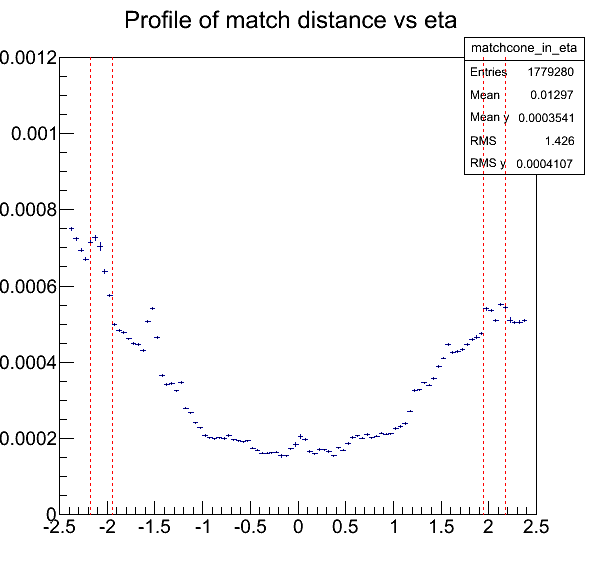 Profile of match distance vs eta
matchcone_in_eta
Entries 1779280
Mean 0.01297
Mean y 0.0003541
RMS 1.426
RMS y 0.0004107
0.0012
0.001
0.0008
0.0006
0.0004
0.0002
0
-2.5 -2 -1.5 -1 -0.5 0 0.5 1 1.5 2 2.5